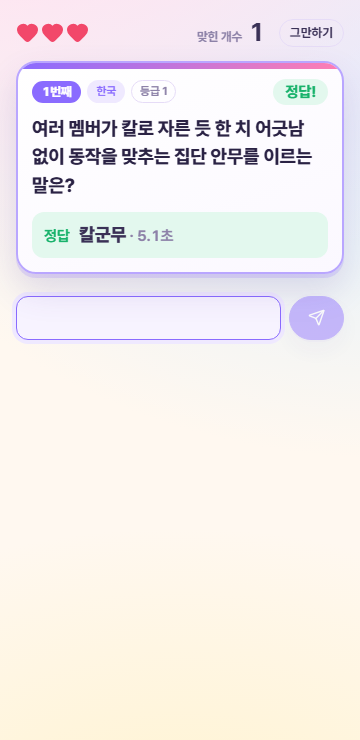 맞힌 개수 1 그만하기
1번째 한국 등급 1 정답!
여러 멤버가 칼로 자른 듯 한 치 어긋남
없이 동작을 맞추는 집단 안무를 이르는
말은?
정답 칼군무 · 5.1초